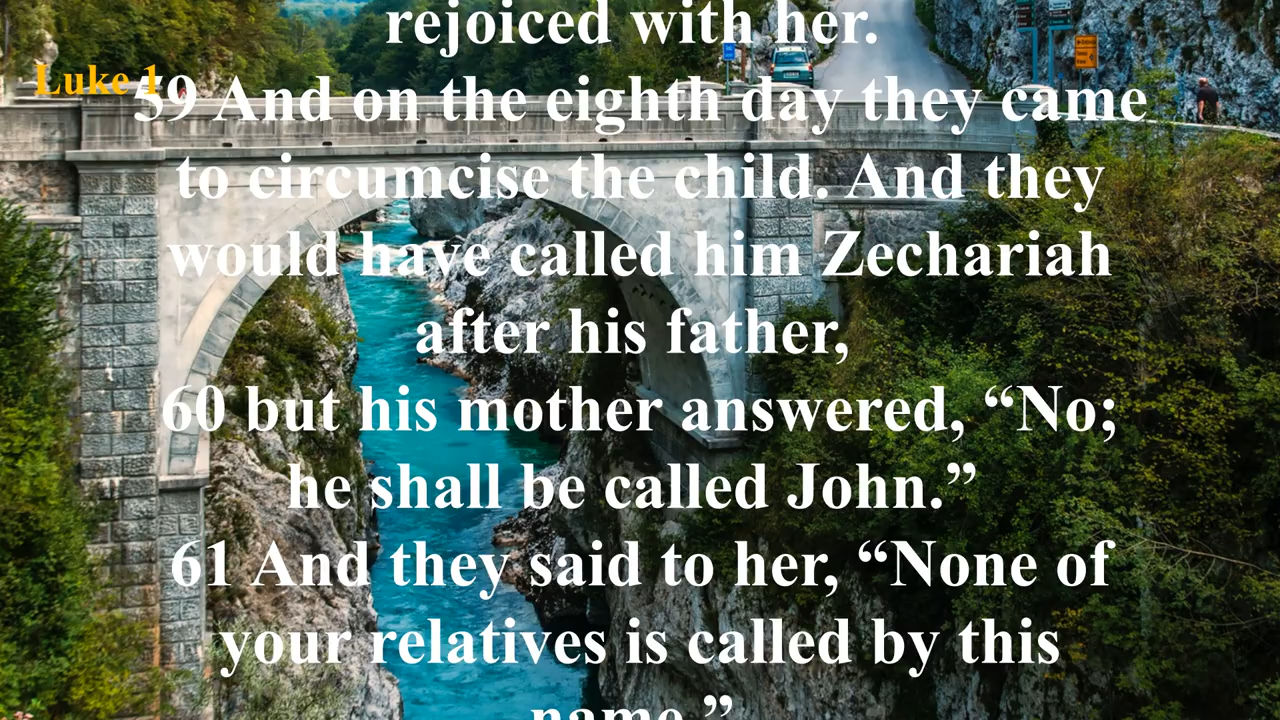 rejoiced with her.
Luke 1
59 And on the eighth day they came
to circumcise the child. And they
would have called him Zechariah
after his father,
60 but his mother answered, “No;
he shall be called John.”
61 And they said to her, “None of
your relatives is called by this
name.”